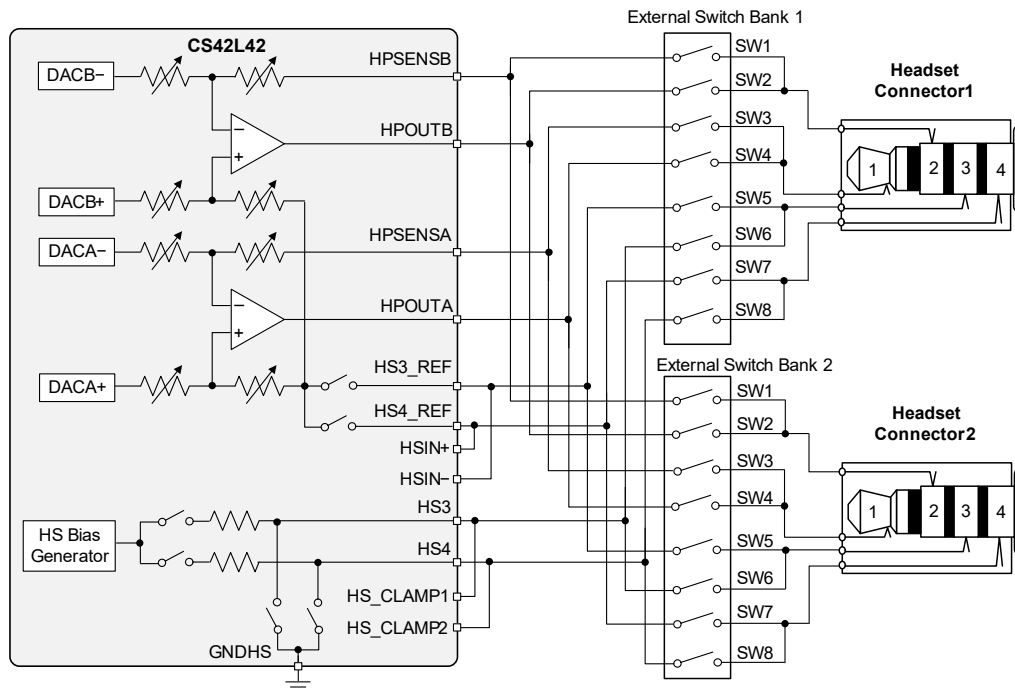 External Switch Bank 1
CS42L42
DACB−
HPSENSB
−
+
HPOUTB
DACB+
DACA−
HPSENSA
−
+
HPOUTA
DACA+
HS3_REF
HS4_REF
HSIN+
HSIN−
HS3
HS Bias
Generator
HS4
HS_CLAMP1
HS_CLAMP2
GNDHS
SW1
SW2
SW3
SW4
SW5
SW6
SW7
SW8
Headset
Connector1
1 2 3 4
External Switch Bank 2
SW1
SW2
SW3
SW4
SW5
SW6
SW7
SW8
Headset
Connector2
1 2 3 4